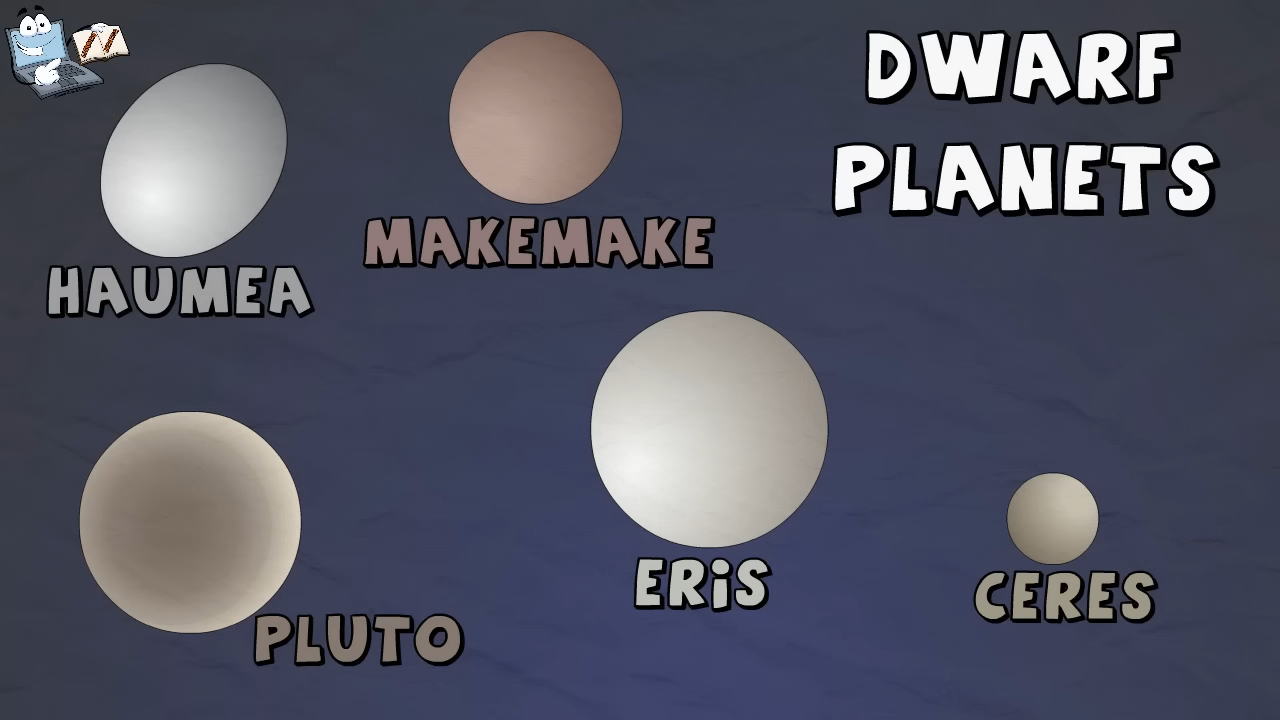 DWARF
PLANETS
MAKEMAKE
HAUMEA
ERiS
CERES
PLUTO